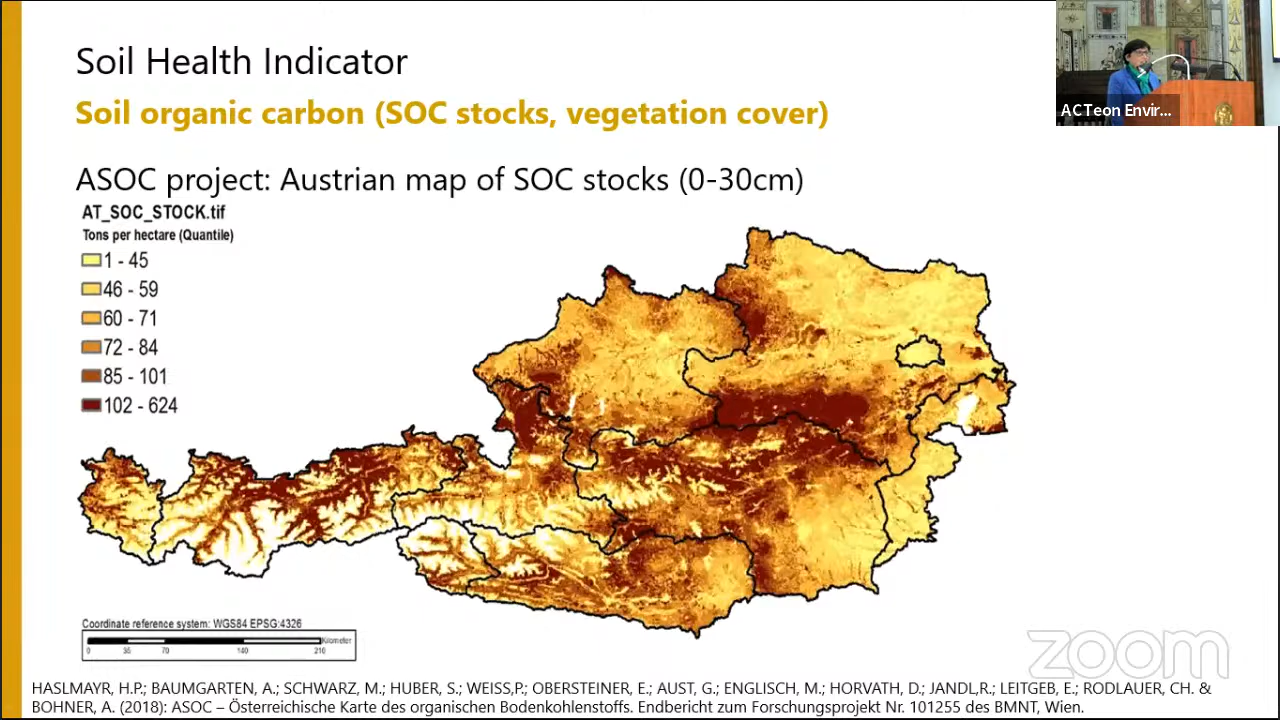 Soil Health Indicator
Soil organic carbon (SOC stocks, vegetation cover)
ACTeon Envir...
ASOC project: Austrian map of SOC stocks (0-30cm)
AT_SOC_STOCK.tif
Tons per hectare (Quantile)
1 - 45
46 - 59
60 - 71
72 - 84
85 - 101
102 - 624
Coordinate reference system: WGS84 EPSG:4326
Kilometer
0 35 70 140 210
zoom
HASLMAYR, H.P.; BAUMGARTEN, A.; SCHWARZ, M.; HUBER, S.; WEISS,P.; OBERSTEINER, E.; AUST, G.; ENGLISCH, M.; HORVATH, D.; JANDL,R.; LEITGEB, E.; RODLAUER, CH. &
BOHNER, A. (2018): ASOC – Österreichische Karte des organischen Bodenkohlenstoffs. Endbericht zum Forschungsprojekt Nr. 101255 des BMNT, Wien.